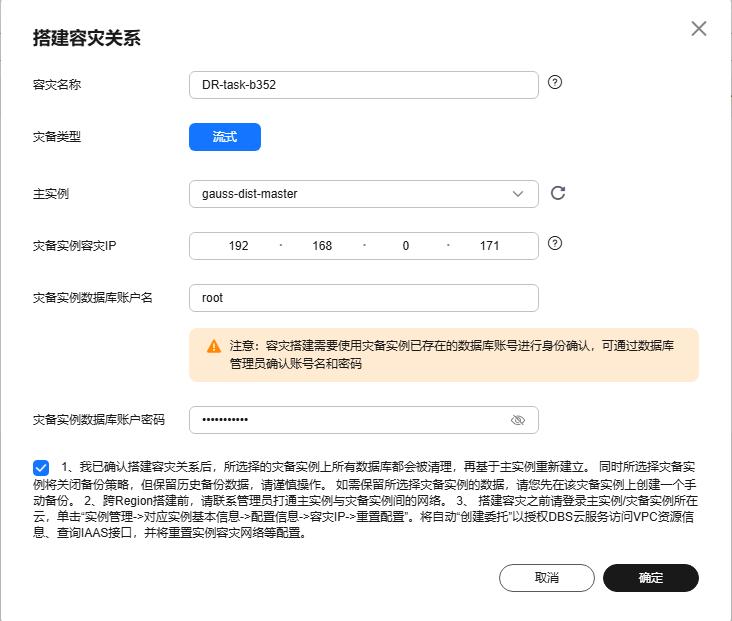 搭建容灾关系
容灾名称
DR-task-b352
灾备类型
流式
主实例
gauss-dist-master
灾备实例容灾IP
192 . 168 . 0 . 171
灾备实例数据库账户名
root
注意：容灾搭建需要使用灾备实例已存在的数据库账号进行身份确认，可通过数据库
管理员确认账号名和密码
灾备实例数据库账户密码
•••••••••••
1、我已确认搭建容灾关系后，所选择的灾备实例上所有数据库都会被清理，再基于主实例重新建立。 同时所选择灾备实
例将关闭备份策略，但保留历史备份数据，请谨慎操作。 如需保留所选择灾备实例的数据，请您先在该灾备实例上创建一个手
动备份。 2、跨Region搭建前，请联系管理员打通主实例与灾备实例间的网络。 3、 搭建容灾之前请登录主实例/灾备实例所在
云，单击“实例管理->对应实例基本信息->配置信息->容灾IP->重置配置”。将自动“创建委托”以授权DBS云服务访问VPC资源信
息、查询IAAS接口，并将重置实例容灾网络等配置。
取消
确定